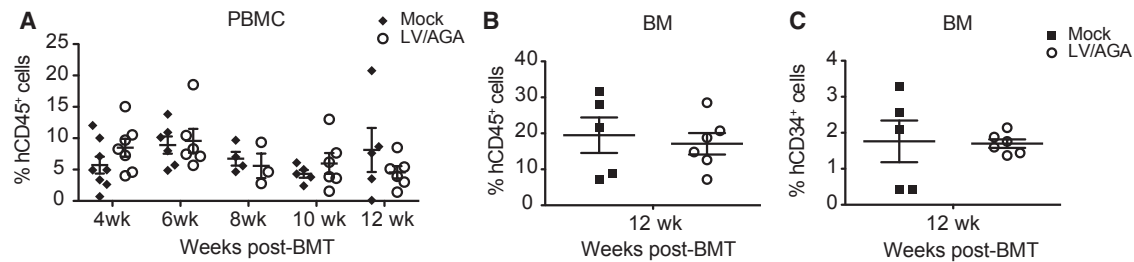 A
PBMC
Mock
LV/AGA
25
20
15
10
5
0
% hCD45+ cells
4wk
6wk
8wk
10 wk
12 wk
Weeks post-BMT
B
BM
40
30
20
10
0
% hCD45+ cells
12 wk
Weeks post-BMT
C
BM
Mock
LV/AGA
4
3
2
1
0
% hCD34+ cells
12 wk
Weeks post-BMT